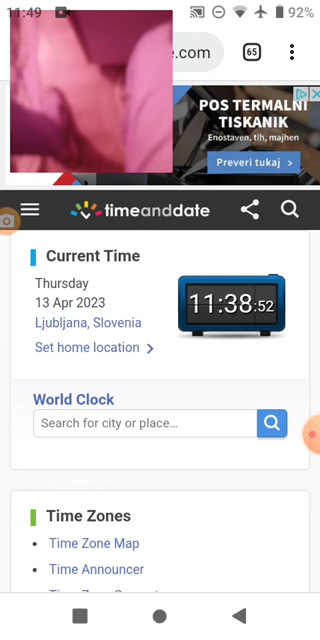 11:49
92%
e.com
65
POS TERMALNI
TISKANIK
Enostaven, tih, majhen
Preveri tukaj >
timeanddate
Current Time
Thursday
13 Apr 2023
Ljubljana, Slovenia
11:38:52
Set home location
World Clock
Search for city or place...
Time Zones
Time Zone Map
Time Announcer